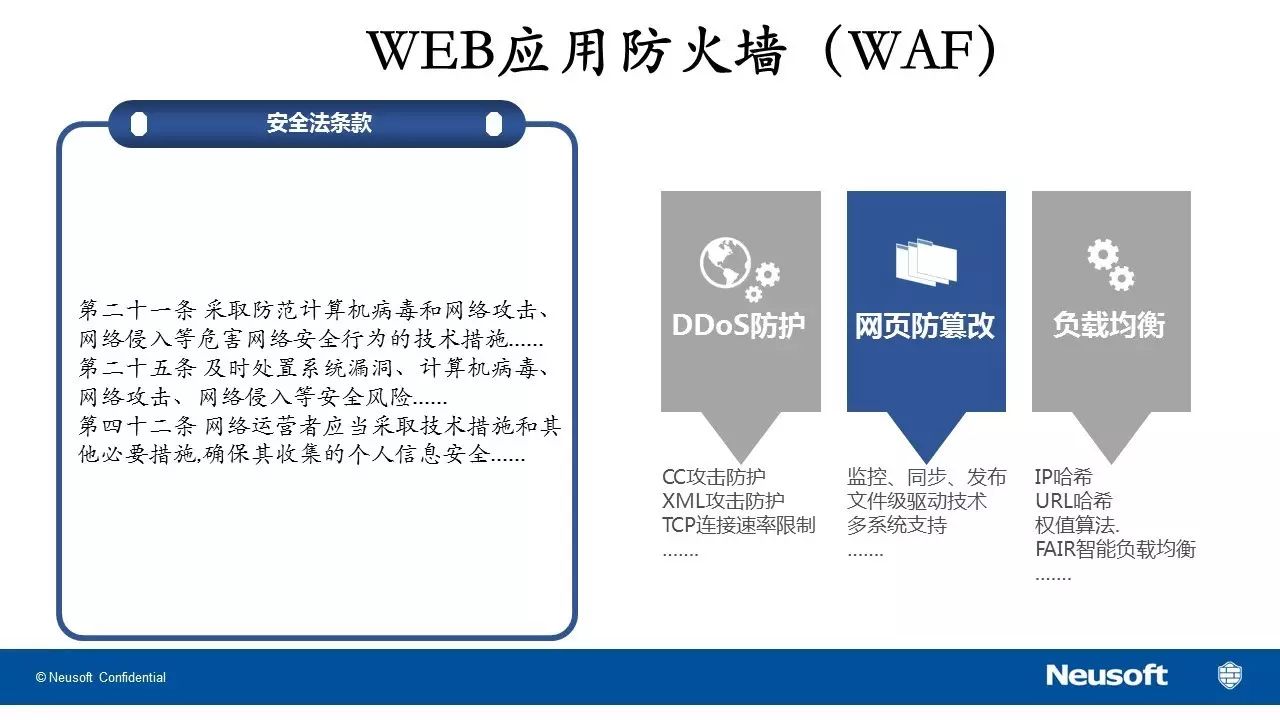 WEB应用防火墙（WAF）
安全法条款
第二十一条 采取防范计算机病毒和网络攻击、
网络侵入等危害网络安全行为的技术措施......
第二十五条 及时处置系统漏洞、计算机病毒、
网络攻击、网络侵入等安全风险......
第四十二条 网络运营者应当采取技术措施和其
他必要措施,确保其收集的个人信息安全......
DDoS防护
CC攻击防护
XML攻击防护
TCP连接速率限制
.......
网页防篡改
监控、同步、发布
文件级驱动技术
多系统支持
.......
负载均衡
IP哈希
URL哈希
权值算法.
FAIR智能负载均衡
.......
© Neusoft Confidential
Neusoft